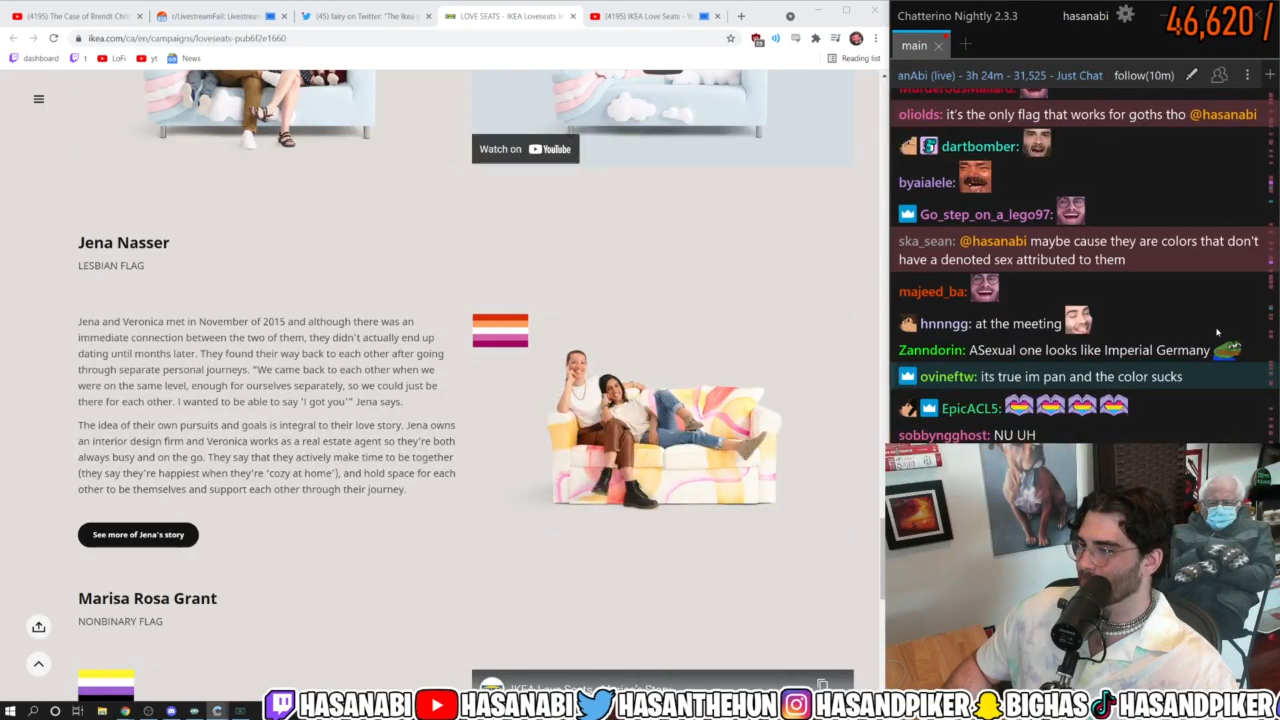 (4195) The Case of Brendt Chri
r/LivestreamFail: Livestrea
(45) fairy on Twitter: "The Ikea p
LOVE SEATS - IKEA Loveseats in
(4195) IKEA Love Seats - Yo
ikea.com/ca/en/campaigns/loveseats-pub6f2e1660
dashboard
t
LoFi
yt
News
Reading list
Watch on YouTube
Jena Nasser
LESBIAN FLAG
Jena and Veronica met in November of 2015 and although there was an
immediate connection between the two of them, they didn't actually end up
dating until months later. They found their way back to each other after going
through separate personal journeys. "We came back to each other when we
were on the same level, enough for ourselves separately, so we could just be
there for each other. I wanted to be able to say 'i got you'" Jena says.
The idea of their own pursuits and goals is integral to their love story. Jena owns
an interior design firm and Veronica works as a real estate agent so they're both
always busy and on the go. They say that they actively make time to be together
(they say they're happiest when they're 'cozy at home'), and hold space for each
other to be themselves and support each other through their journey.
See more of Jena's story
Marisa Rosa Grant
NONBINARY FLAG
IKEA Love Seats
Chatterino Nightly 2.3.3
hasanabi
46,620 /
main
anAbi (live) - 3h 24m - 31,525 - Just Chat
follow(10m)
MurderousMallard:
oliolds: it's the only flag that works for goths tho @hasanabi
dartbomber:
byaialele:
Go_step_on_a_lego97:
ska_sean: @hasanabi maybe cause they are colors that don't
have a denoted sex attributed to them
majeed_ba:
hnnngg: at the meeting
Zanndorin: ASexual one looks like Imperial Germany
ovineftw: its true im pan and the color sucks
EpicACL5:
sobbyngghost: NU UH
HASANABI
HASANABI
HASANTHEHUN
HASANDPIKER
BIGHAS
HASANDPIKER